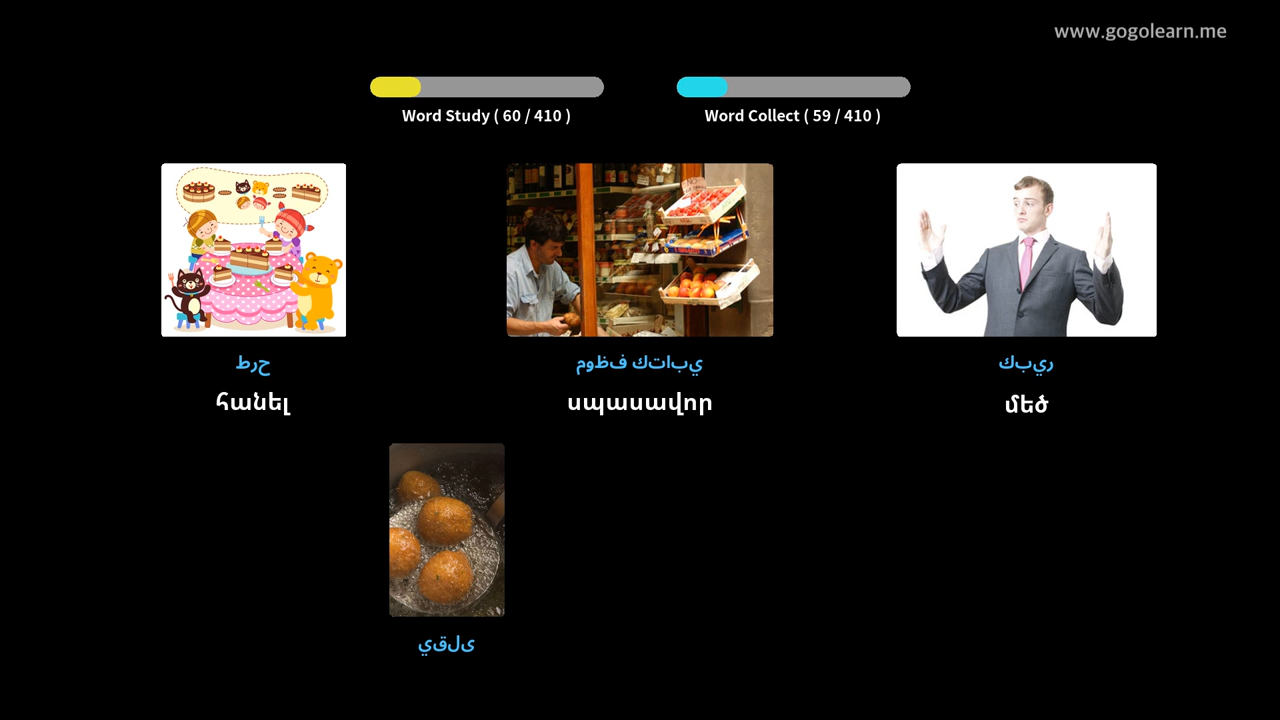 www.gogolearn.me
Word Study ( 60 / 410 )
Word Collect ( 59 / 410 )
طرح
موظف كتابي
كبير
հանել
սպասավոր
մեծ
يقلى